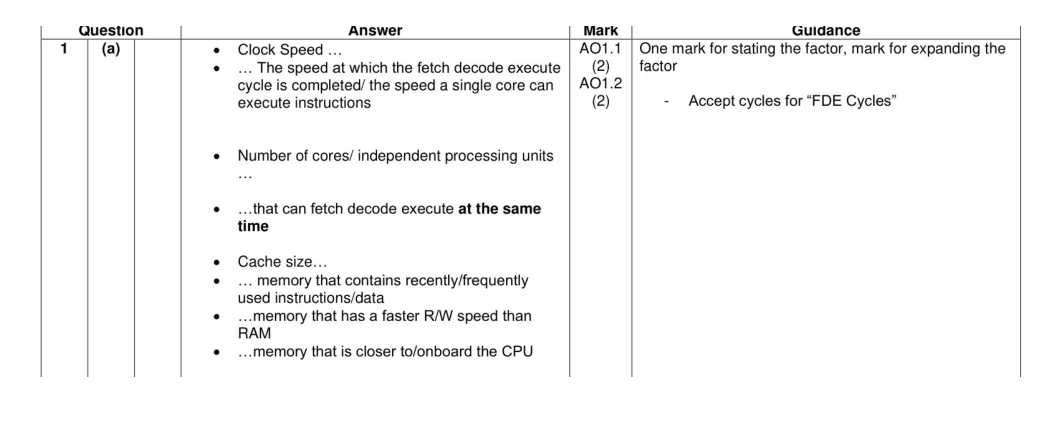 Question Answer Mark Guidance
1 (a) • Clock Speed … AO1.1 One mark for stating the factor, mark for expanding the
• … The speed at which the fetch decode execute (2) factor
cycle is completed/ the speed a single core can AO1.2
execute instructions (2) - Accept cycles for “FDE Cycles”
• Number of cores/ independent processing units
…
• …that can fetch decode execute at the same
time
• Cache size…
• … memory that contains recently/frequently
used instructions/data
• …memory that has a faster R/W speed than
RAM
• …memory that is closer to/onboard the CPU